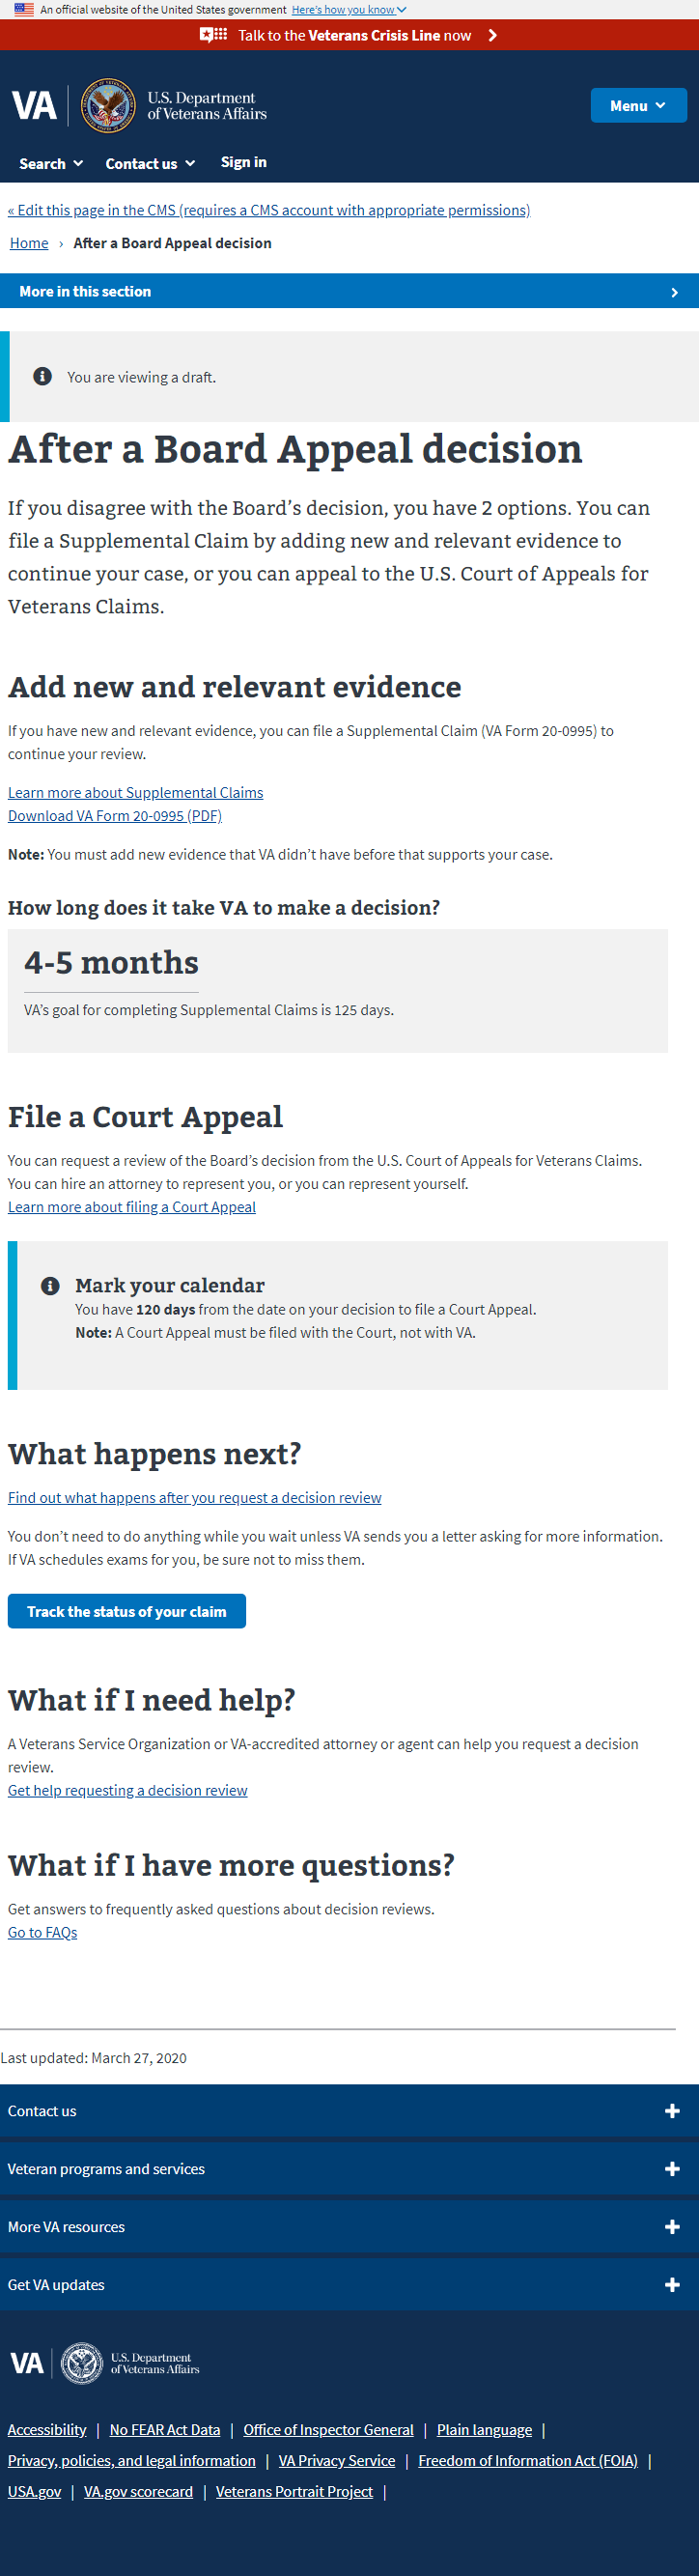 An official website of the United States government Here's how you know
Talk to the Veterans Crisis Line now
VA
U.S. Department
of Veterans Affairs
Menu
Search Contact us Sign in
« Edit this page in the CMS (requires a CMS account with appropriate permissions)
Home › After a Board Appeal decision
More in this section
You are viewing a draft.
After a Board Appeal decision
If you disagree with the Board’s decision, you have 2 options. You can
file a Supplemental Claim by adding new and relevant evidence to
continue your case, or you can appeal to the U.S. Court of Appeals for
Veterans Claims.
Add new and relevant evidence
If you have new and relevant evidence, you can file a Supplemental Claim (VA Form 20-0995) to
continue your review.
Learn more about Supplemental Claims
Download VA Form 20-0995 (PDF)
Note: You must add new evidence that VA didn’t have before that supports your case.
How long does it take VA to make a decision?
4-5 months
VA’s goal for completing Supplemental Claims is 125 days.
File a Court Appeal
You can request a review of the Board’s decision from the U.S. Court of Appeals for Veterans Claims.
You can hire an attorney to represent you, or you can represent yourself.
Learn more about filing a Court Appeal
Mark your calendar
You have 120 days from the date on your decision to file a Court Appeal.
Note: A Court Appeal must be filed with the Court, not with VA.
What happens next?
Find out what happens after you request a decision review
You don’t need to do anything while you wait unless VA sends you a letter asking for more information.
If VA schedules exams for you, be sure not to miss them.
Track the status of your claim
What if I need help?
A Veterans Service Organization or VA-accredited attorney or agent can help you request a decision
review.
Get help requesting a decision review
What if I have more questions?
Get answers to frequently asked questions about decision reviews.
Go to FAQs
Last updated: March 27, 2020
Contact us
Veteran programs and services
More VA resources
Get VA updates
VA
U.S. Department
of Veterans Affairs
Accessibility | No FEAR Act Data | Office of Inspector General | Plain language |
Privacy, policies, and legal information | VA Privacy Service | Freedom of Information Act (FOIA) |
USA.gov | VA.gov scorecard | Veterans Portrait Project |